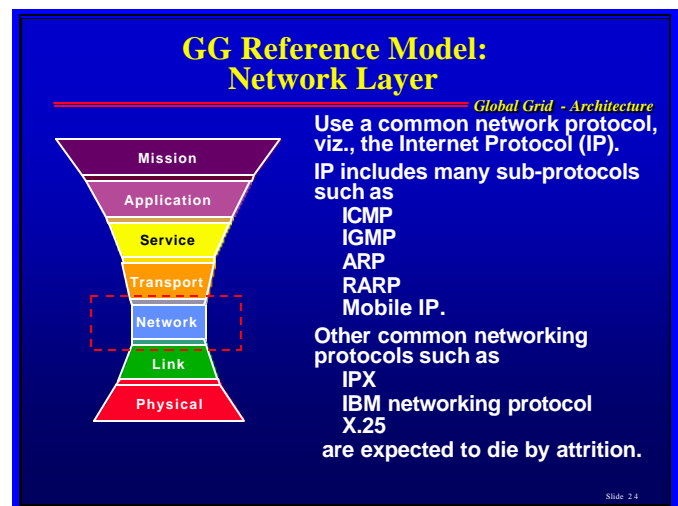 GG Reference Model:
Network Layer
Global Grid - Architecture
Mission
Application
Service
Transport
Network
Link
Physical
Use a common network protocol,
viz., the Internet Protocol (IP).
IP includes many sub-protocols
such as
ICMP
IGMP
ARP
RARP
Mobile IP.
Other common networking
protocols such as
IPX
IBM networking protocol
X.25
are expected to die by attrition.
Slide 24